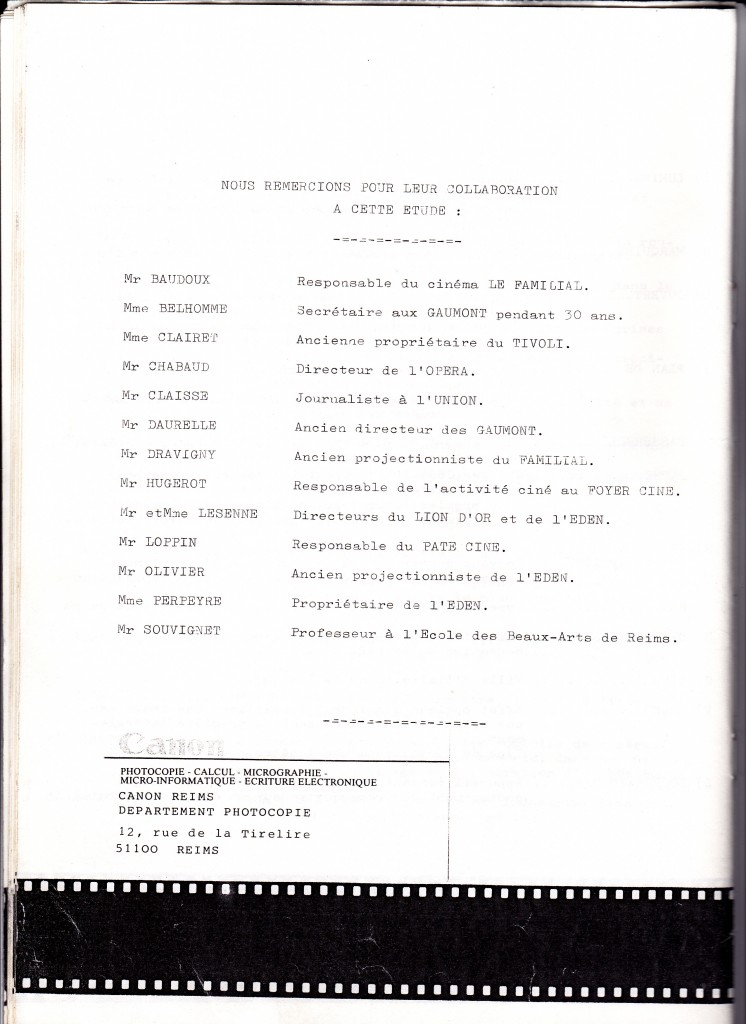 NOUS REMERCIONS POUR LEUR COLLABORATION
A CETTE ETUDE :
-=-=-=-=-=-=-=-
Mr BAUDOUX Responsable du cinéma LE FAMILIAL.
Mme BELHOMME Secrétaire aux GAUMONT pendant 30 ans.
Mme CLAIRET Ancienne propriétaire du TIVOLI.
Mr CHABAUD Directeur de l'OPERA.
Mr CLAISSE Journaliste à l'UNION.
Mr DAURELLE Ancien directeur des GAUMONT.
Mr DRAVIGNY Ancien projectionniste du FAMILIAL.
Mr HUGEROT Responsable de l'activité ciné au FOYER CINE.
Mr etMme LESENNE Directeurs du LION D'OR et de l'EDEN.
Mr LOPPIN Responsable du PATE CINE.
Mr OLIVIER Ancien projectionniste de l'EDEN.
Mme PERPEYRE Propriétaire de l'EDEN.
Mr SOUVIGNET Professeur à l'Ecole des Beaux-Arts de Reims.
-=-=-=-=-=-=-=-=-=-
Canon
PHOTOCOPIE - CALCUL - MICROGRAPHIE -
MICRO-INFORMATIQUE - ECRITURE ELECTRONIQUE
CANON REIMS
DEPARTEMENT PHOTOCOPIE
12, rue de la Tirelire
51100 REIMS